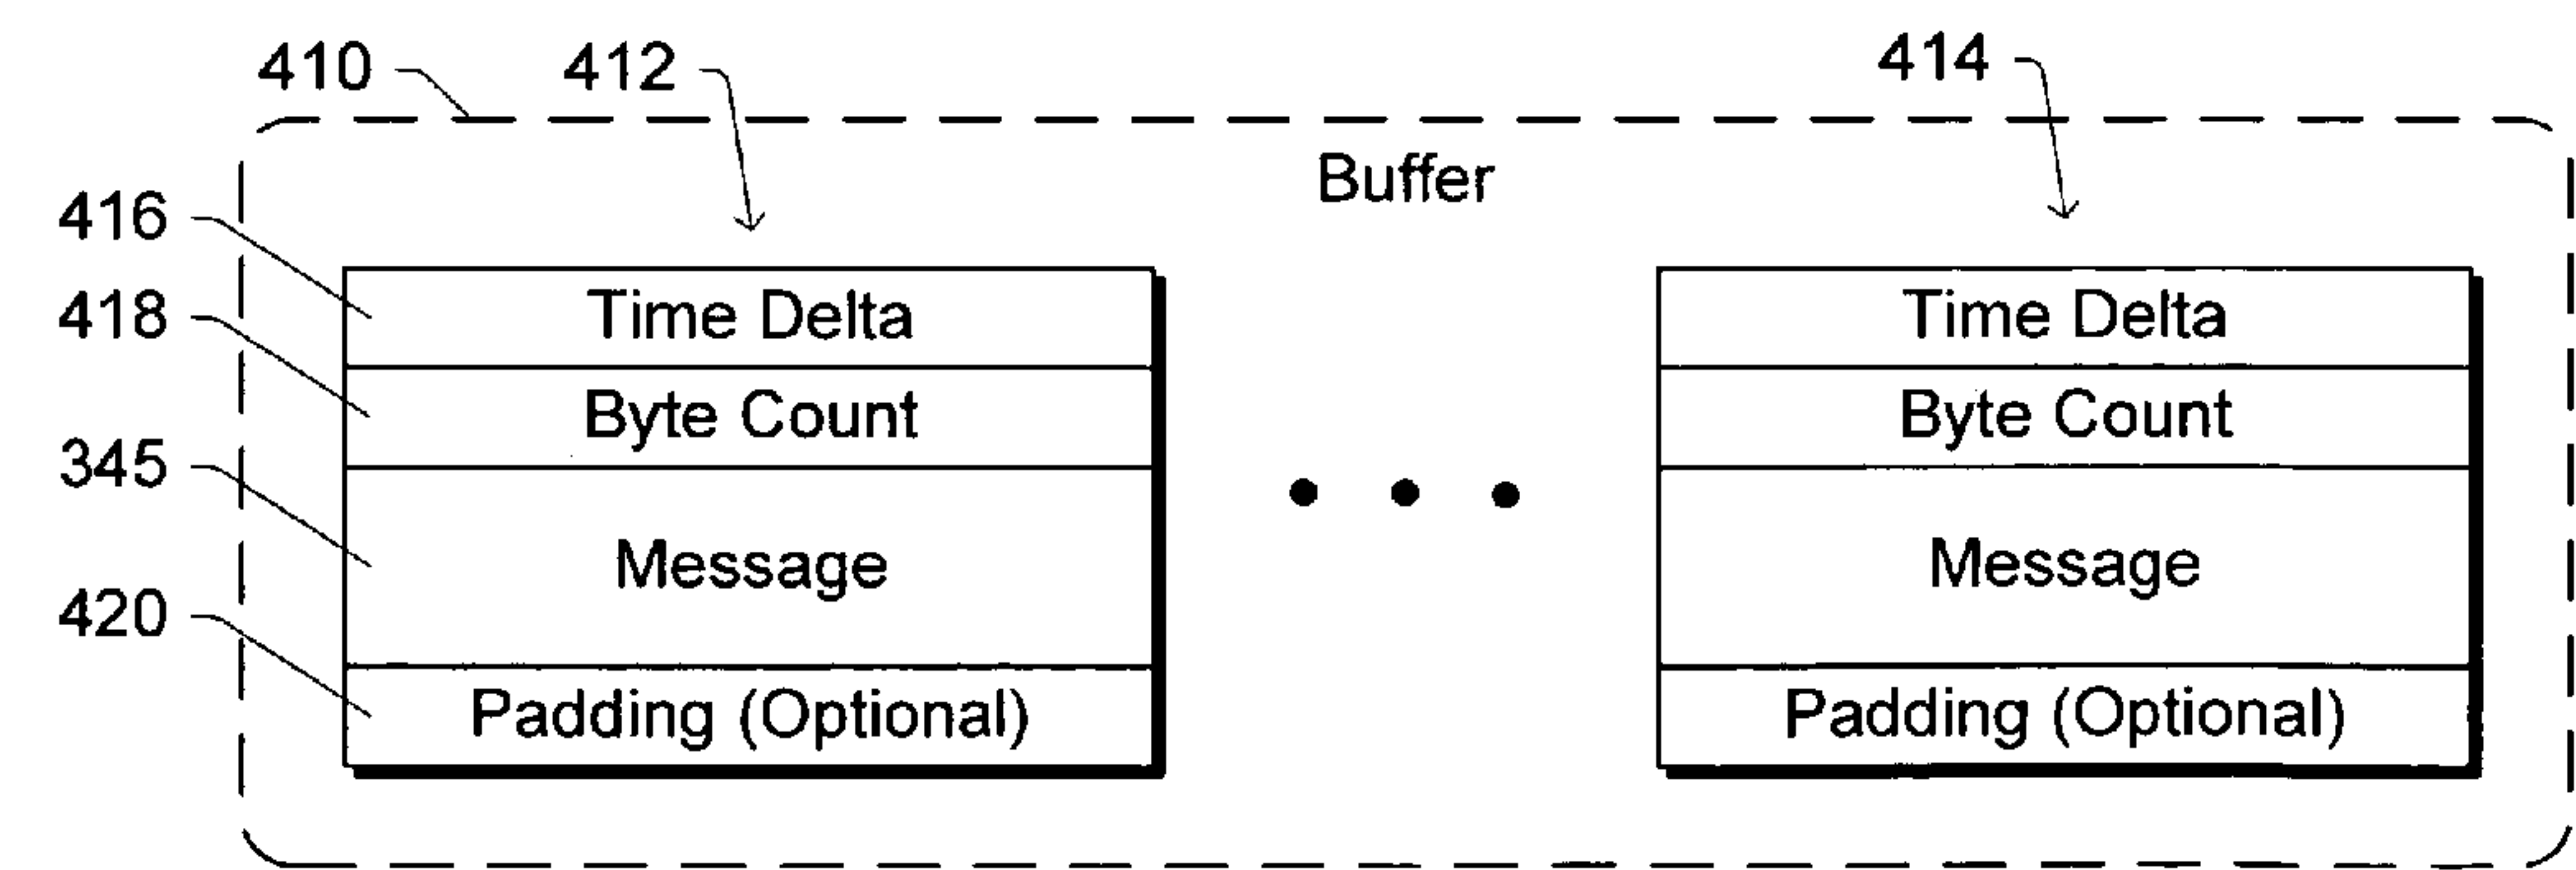 410 412 414
Buffer
416
418
345
420
Time Delta
Byte Count
Message
Padding (Optional)
Time Delta
Byte Count
Message
Padding (Optional)